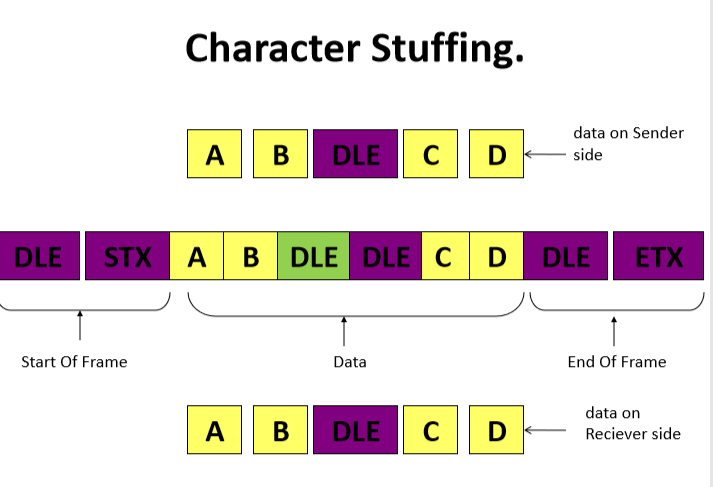 Character Stuffing.
A B DLE C D
data on Sender
side
DLE STX A B DLE DLE C D DLE ETX
Start Of Frame Data End Of Frame
A B DLE C D
data on
Reciever side